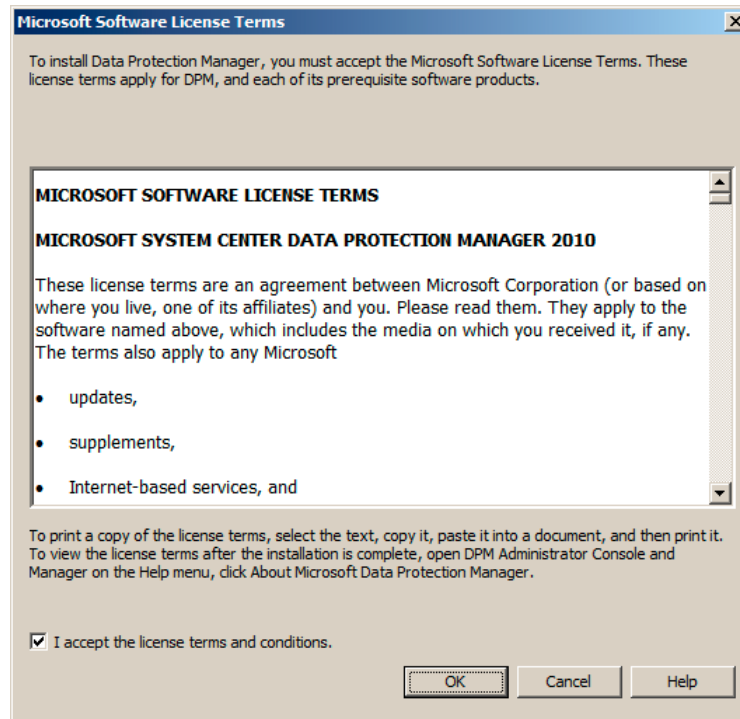 Microsoft Software License Terms
To install Data Protection Manager, you must accept the Microsoft Software License Terms. These
license terms apply for DPM, and each of its prerequisite software products.
MICROSOFT SOFTWARE LICENSE TERMS
MICROSOFT SYSTEM CENTER DATA PROTECTION MANAGER 2010
These license terms are an agreement between Microsoft Corporation (or based on
where you live, one of its affiliates) and you. Please read them. They apply to the
software named above, which includes the media on which you received it, if any.
The terms also apply to any Microsoft
• updates,
• supplements,
• Internet-based services, and
To print a copy of the license terms, select the text, copy it, paste it into a document, and then print it.
To view the license terms after the installation is complete, open DPM Administrator Console and
Manager on the Help menu, click About Microsoft Data Protection Manager.
I accept the license terms and conditions.
OK Cancel Help